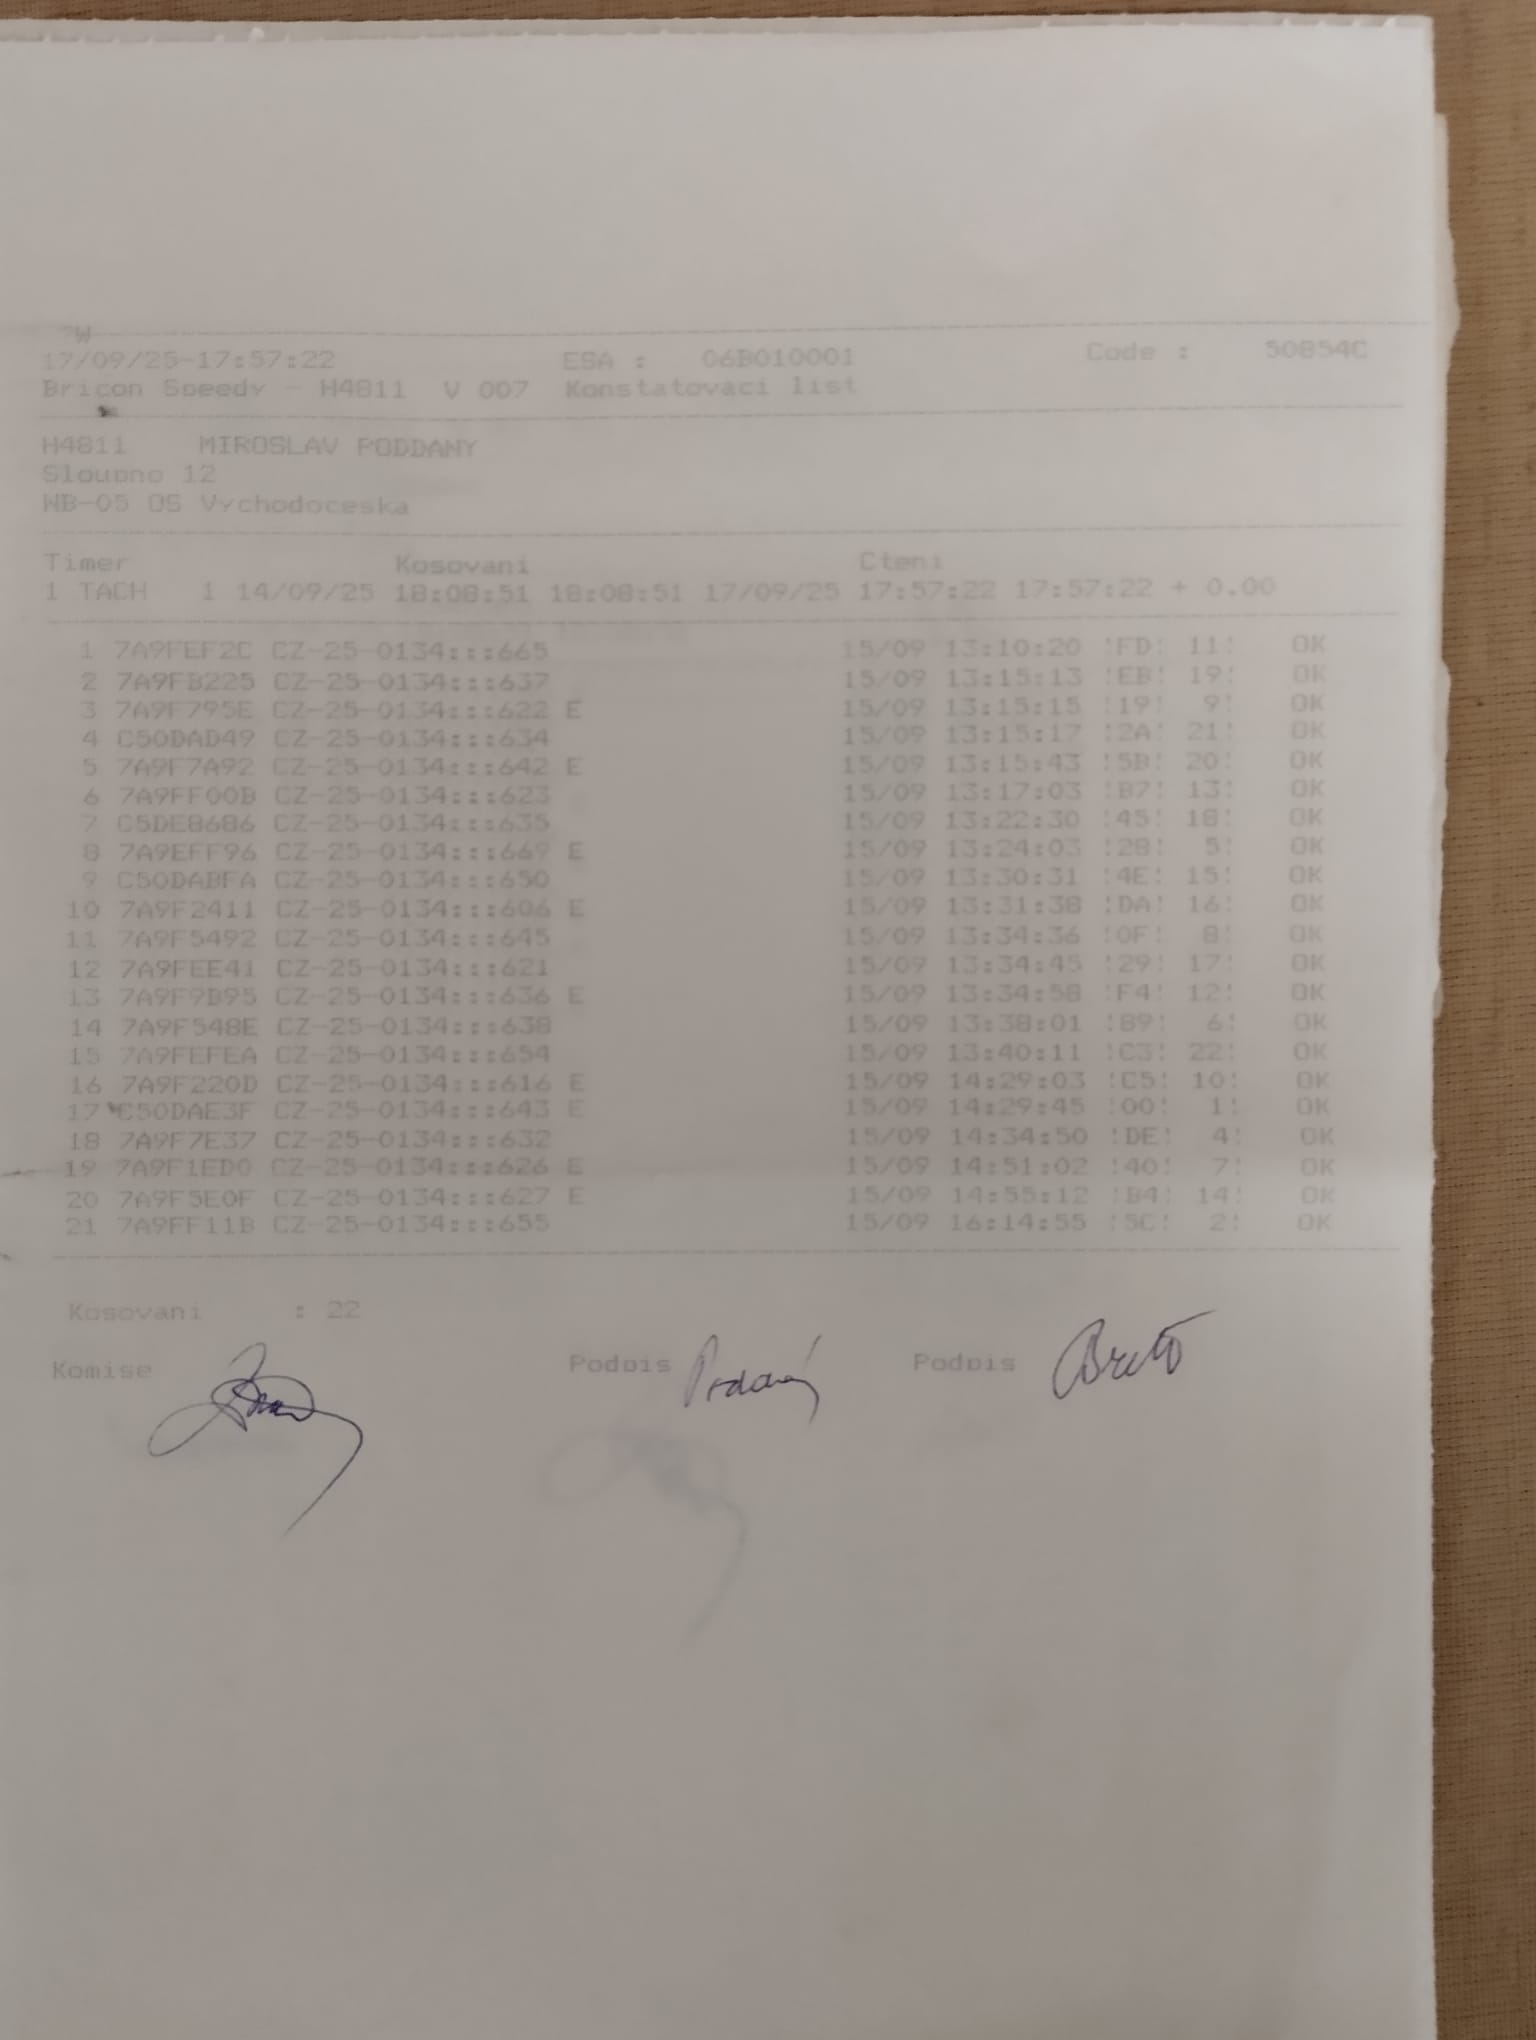 17/09/25-17:57:22 ESA : 06B010001 Code : 50854C
Bricon Speedy - H4811 V 007 Konstatovaci list
H4811 MIROSLAV PODDANY
Sloupno 12
WB-05 OS Vychodoceska
Timer Kosovani Cteni
1 TACH 1 14/09/25 18:08:51 18:08:51 17/09/25 17:57:22 17:57:22 + 0.00
1 7A9FEF2C CZ-25-0134:::665 15/09 13:10:20 !FD! 11! OK
2 7A9FB225 CZ-25-0134:::637 15/09 13:15:13 !EB! 19! OK
3 7A9F795E CZ-25-0134:::622 E 15/09 13:15:15 !19! 9! OK
4 C50DAD49 CZ-25-0134:::634 15/09 13:15:17 !2A! 21! OK
5 7A9F7A92 CZ-25-0134:::642 E 15/09 13:15:43 !5B! 20! OK
6 7A9FF00B CZ-25-0134:::623 15/09 13:17:03 !B7! 13! OK
7 C5DE8686 CZ-25-0134:::635 15/09 13:22:30 !45! 18! OK
8 7A9EFF96 CZ-25-0134:::669 E 15/09 13:24:03 !28! 5! OK
9 C50DABFA CZ-25-0134:::650 15/09 13:30:31 !4E! 15! OK
10 7A9F2411 CZ-25-0134:::606 E 15/09 13:31:38 !DA! 16! OK
11 7A9F5492 CZ-25-0134:::645 15/09 13:34:36 !0F! 8! OK
12 7A9FEE41 CZ-25-0134:::621 15/09 13:34:45 !29! 17! OK
13 7A9F9B95 CZ-25-0134:::636 E 15/09 13:34:58 !F4! 12! OK
14 7A9F548E CZ-25-0134:::638 15/09 13:38:01 !89! 6! OK
15 7A9FEFEA CZ-25-0134:::654 15/09 13:40:11 !C3! 22! OK
16 7A9F220D CZ-25-0134:::616 E 15/09 14:29:03 !C5! 10! OK
17 C50DAE3F CZ-25-0134:::643 E 15/09 14:29:45 !00! 1! OK
18 7A9F7E37 CZ-25-0134:::632 15/09 14:34:50 !DE! 4! OK
19 7A9F1ED0 CZ-25-0134:::626 E 15/09 14:51:02 !40! 7! OK
20 7A9F5E0F CZ-25-0134:::627 E 15/09 14:55:12 !B4! 14! OK
21 7A9FF11B CZ-25-0134:::655 15/09 16:14:55 !5C! 2! OK
Kosovani : 22
Komise Podpis Poddaný Podpis